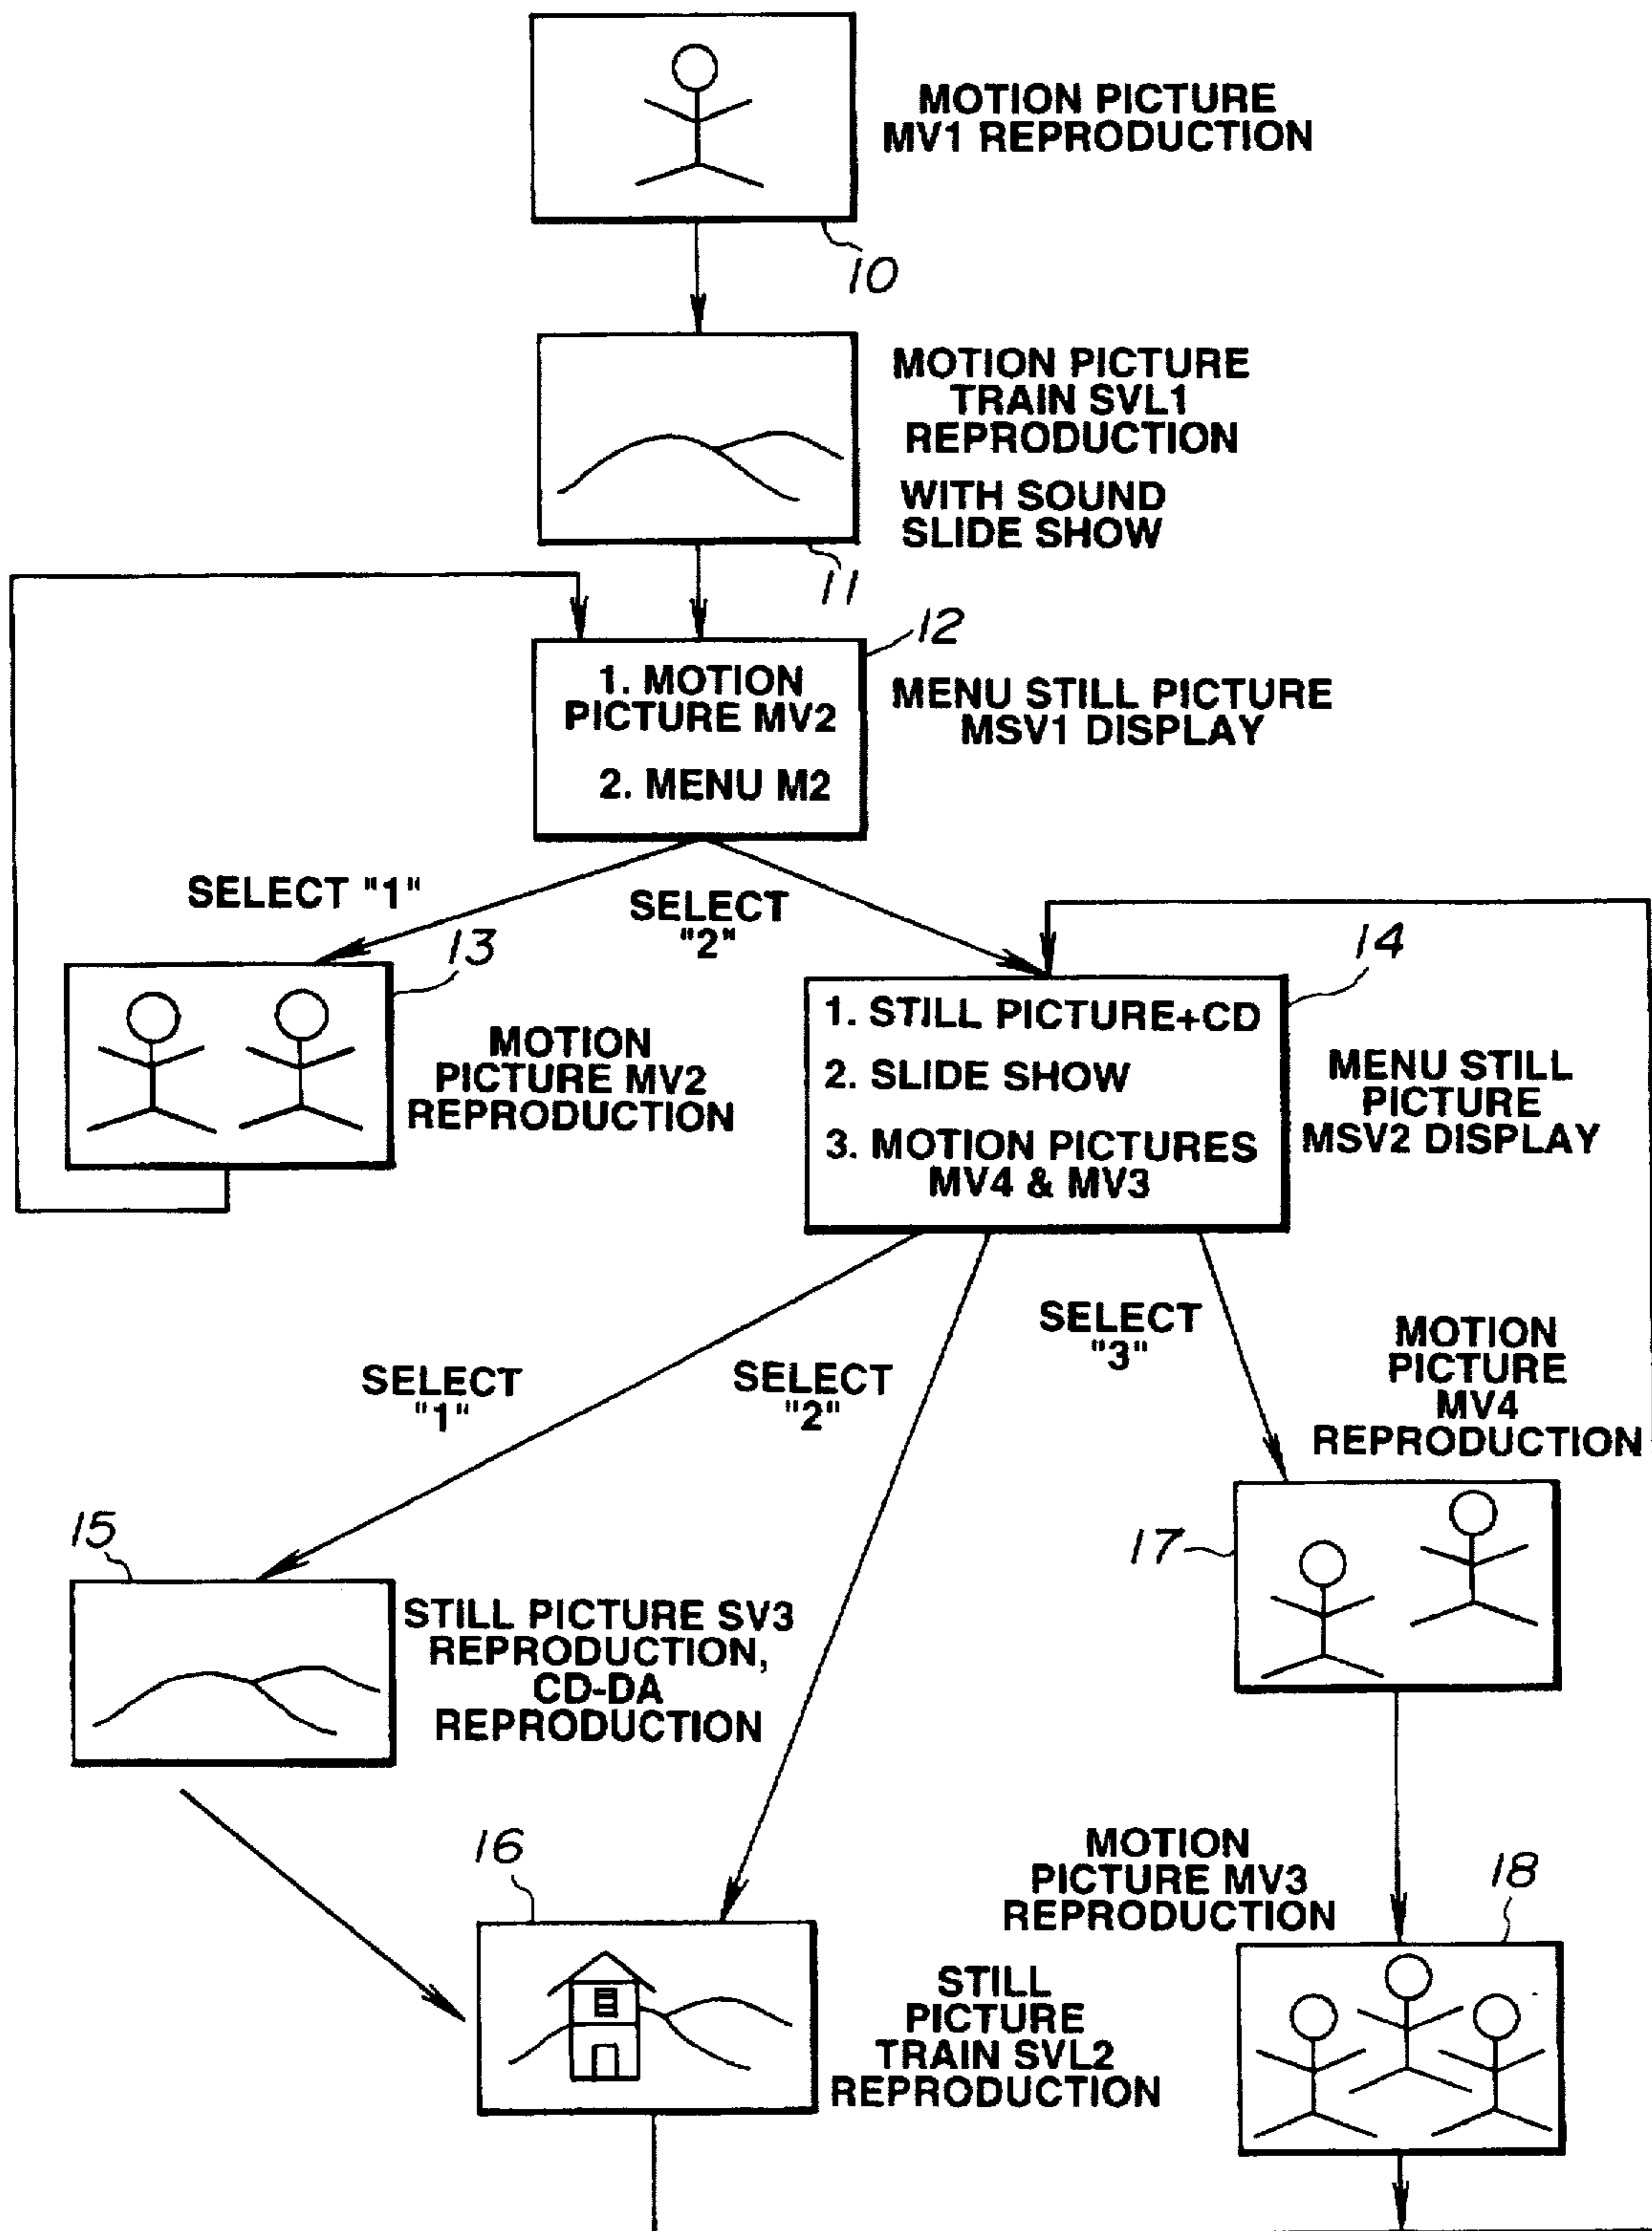 MOTION PICTURE
MV1 REPRODUCTION
10
MOTION PICTURE
TRAIN SVL1
REPRODUCTION
WITH SOUND
SLIDE SHOW
11
12
1. MOTION
PICTURE MV2
2. MENU M2
MENU STILL PICTURE
MSV1 DISPLAY
SELECT "1"
SELECT
"2"
13
MOTION
PICTURE MV2
REPRODUCTION
14
1. STILL PICTURE+CD
2. SLIDE SHOW
3. MOTION PICTURES
MV4 & MV3
MENU STILL
PICTURE
MSV2 DISPLAY
SELECT
"1"
SELECT
"2"
SELECT
"3"
MOTION
PICTURE
MV4
REPRODUCTION
15
STILL PICTURE SV3
REPRODUCTION,
CD-DA
REPRODUCTION
17
16
STILL
PICTURE
TRAIN SVL2
REPRODUCTION
MOTION
PICTURE MV3
REPRODUCTION
18